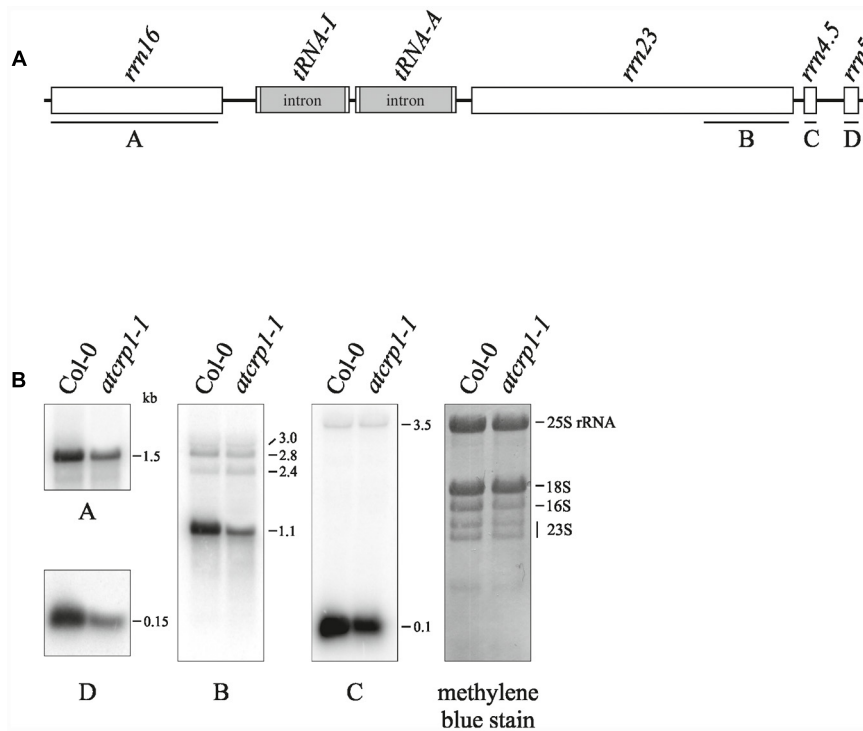 A
rrn16
tRNA-I
tRNA-A
rrn23
rrn4.5
rrn5
intron
intron
A
B
C
D
B
Col-0
atcrp1-1
kb
Col-0
atcrp1-1
Col-0
atcrp1-1
Col-0
atcrp1-1
1.5
A
0.15
D
3.0
2.8
2.4
1.1
B
3.5
0.1
C
25S rRNA
18S
16S
23S
methylene
blue stain